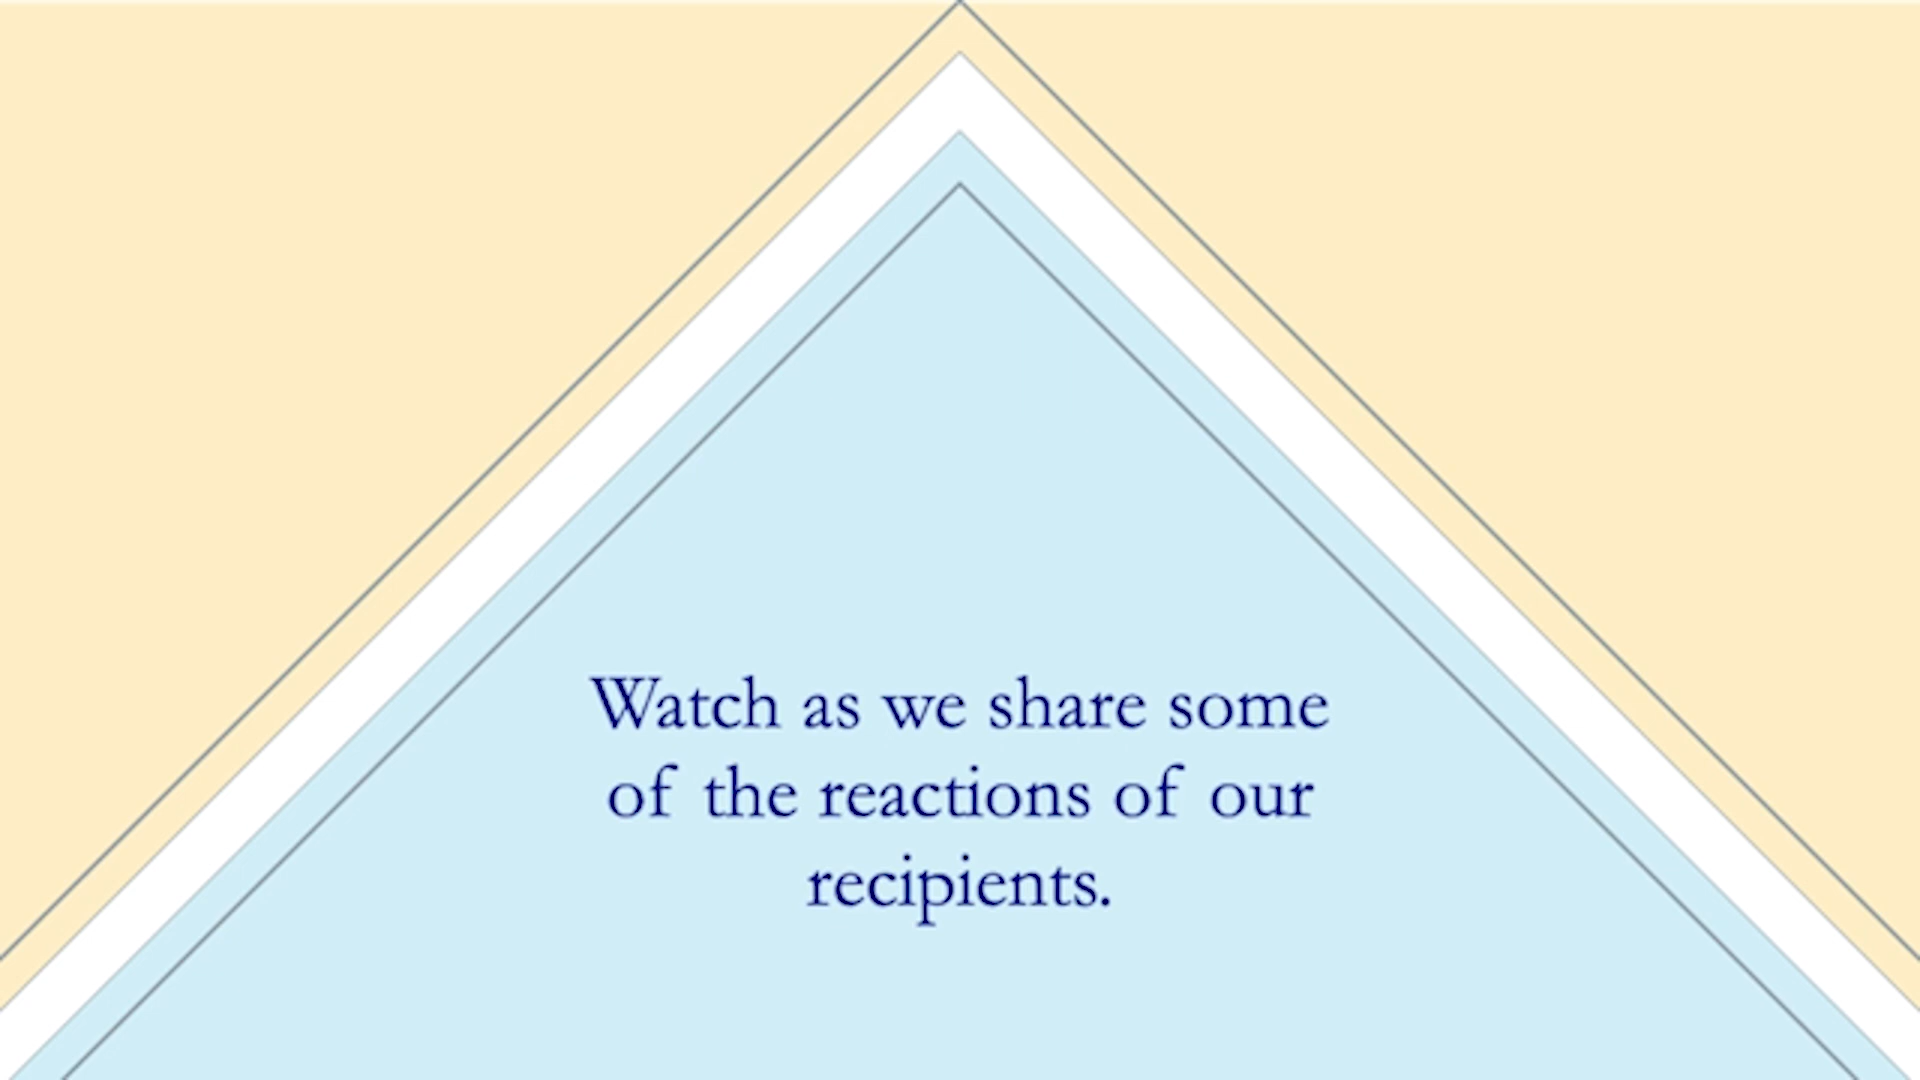 Watch as we share some
of the reactions of our
recipients.